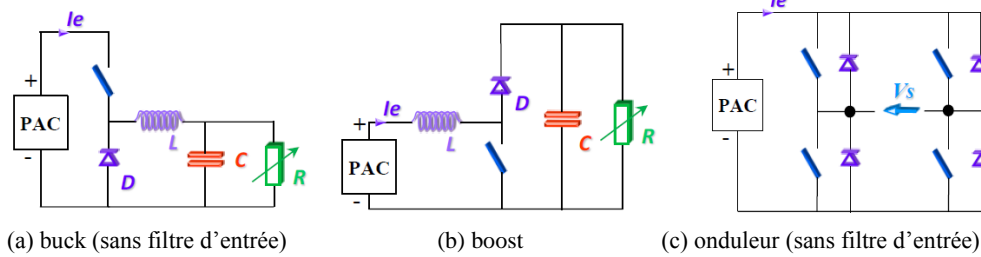 Ie
+
PAC
-
D
L
C
R
(a) buck (sans filtre d'entrée)
Ie
+
PAC
-
L
D
C
R
(b) boost
Ie
+
PAC
-
Vs
(c) onduleur (sans filtre d'entrée)